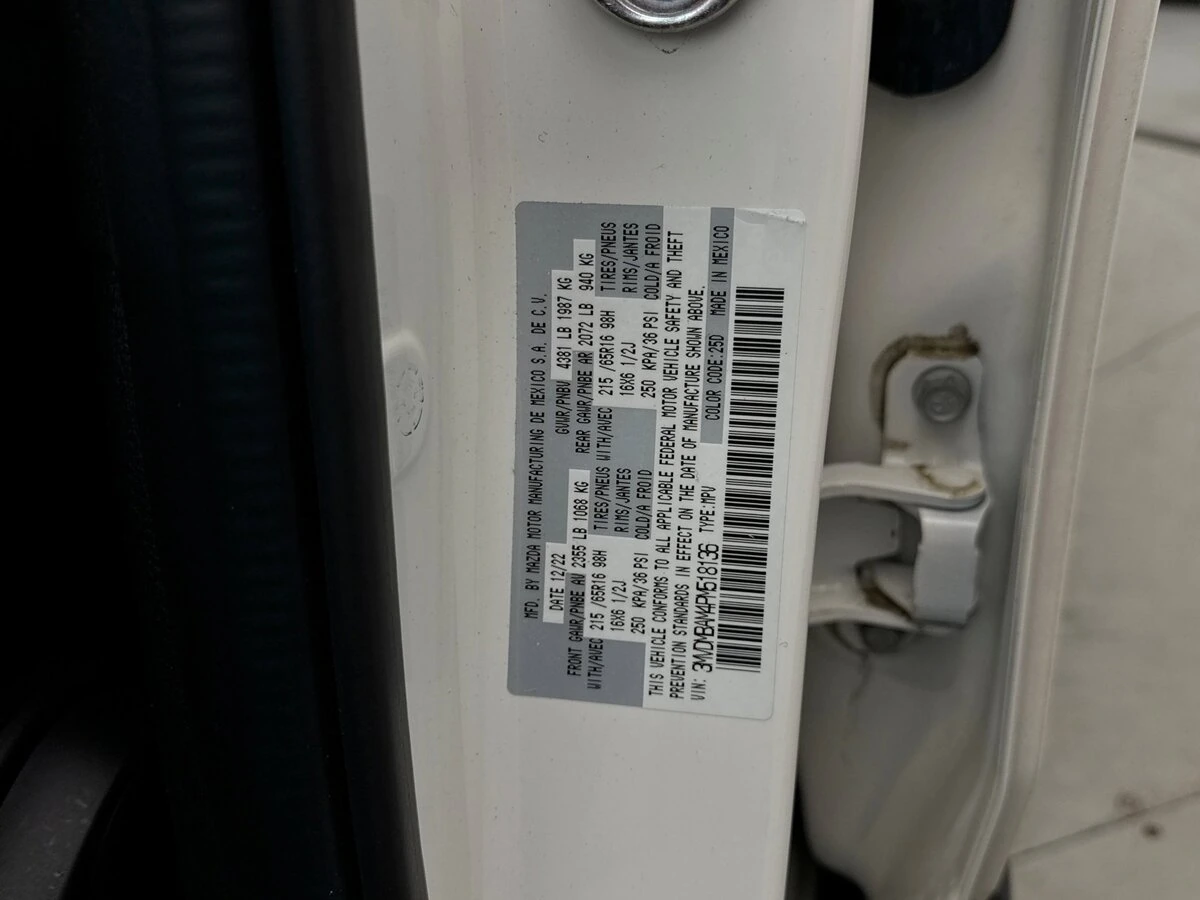 MFD. BY MAZDA MOTOR MANUFACTURING DE MEXICO S.A. DE C.V.
DATE 12/22 GVWR/PNBV 4381 LB 1987 KG
FRONT GAWR/PNBE AV 2355 LB 1068 KG REAR GAWR/PNBE AR 2072 LB 940 KG
WITH/AVEC 215 /65R16 98H TIRES/PNEUS WITH/AVEC 215 /65R16 98H TIRES/PNEUS
16X6 1/2J RIMS/JANTES 16X6 1/2J RIMS/JANTES
250 KPA/36 PSI COLD/A FROID 250 KPA/36 PSI COLD/A FROID
THIS VEHICLE CONFORMS TO ALL APPLICABLE FEDERAL MOTOR VEHICLE SAFETY AND THEFT
PREVENTION STANDARDS IN EFFECT ON THE DATE OF MANUFACTURE SHOWN ABOVE.
VIN: 3MVDMBAM4PM518136 TYPE:MPV COLOR CODE:25D MADE IN MEXICO